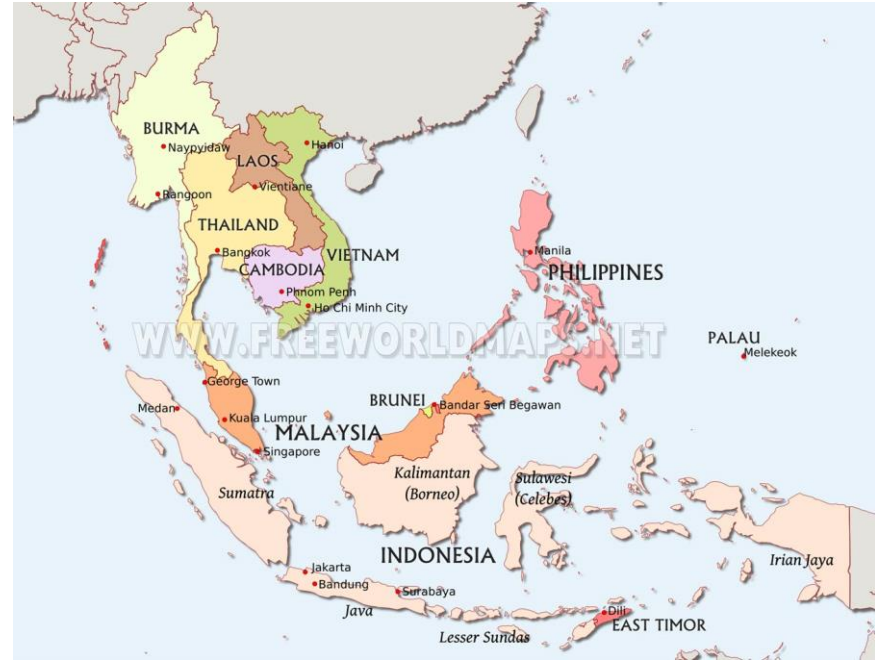 BURMA
Naypyidaw
Hanoi
LAOS
Vientiane
Rangoon
THAILAND
Bangkok
VIETNAM
CAMBODIA
Phnom Penh
Ho Chi Minh City
Manila
PHILIPPINES
WWW.FREEWORLDMAPS.NET
PALAU
Melekeok
George Town
Medan
Kuala Lumpur
BRUNEI
Bandar Seri Begawan
MALAYSIA
Singapore
Sumatra
Kalimantan
(Borneo)
Sulawesi
(Celebes)
INDONESIA
Irian Jaya
Jakarta
Bandung
Surabaya
Java
Dili
EAST TIMOR
Lesser Sundas